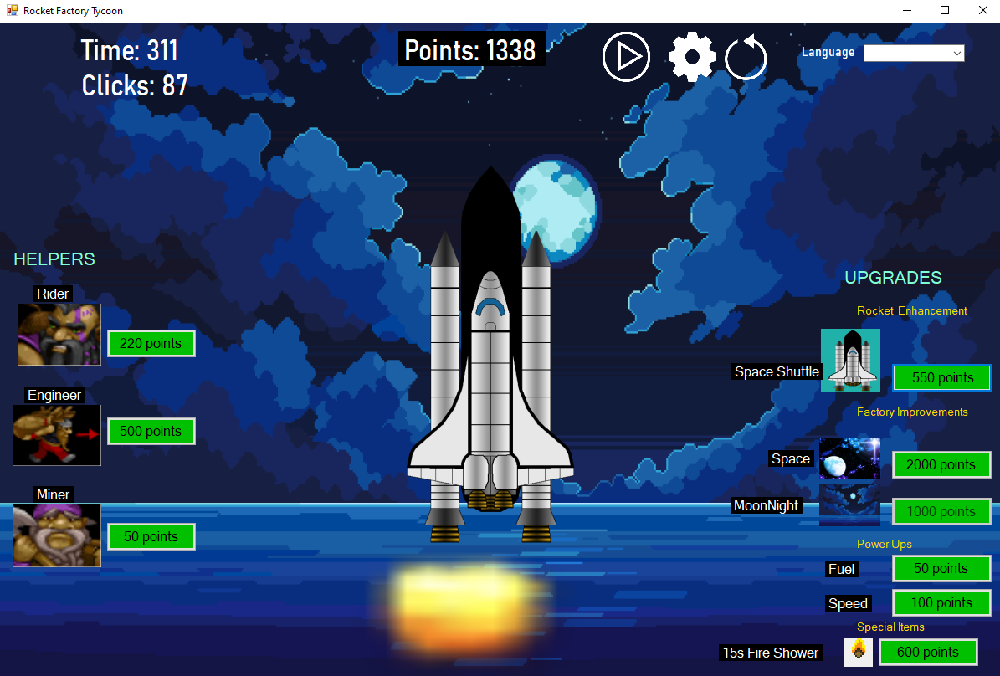 Rocket Factory Tycoon
Time: 311
Clicks: 87
Points: 1338
Language
HELPERS
Rider
220 points
Engineer
500 points
Miner
50 points
UPGRADES
Rocket Enhancement
Space Shuttle
550 points
Factory Improvements
Space
2000 points
MoonNight
1000 points
Power Ups
Fuel
50 points
Speed
100 points
Special Items
15s Fire Shower
600 points